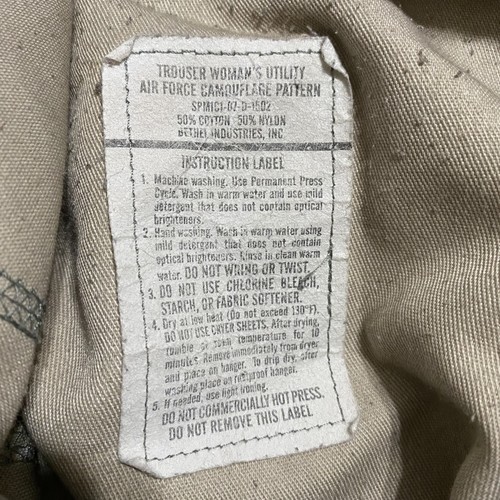 TROUSER WOMAN'S UTILITY
AIR FORCE CAMOUFLAGE PATTERN
SPM1C1-07-D-1502
50% COTTON 50% NYLON
BETHEL INDUSTRIES, INC
INSTRUCTION LABEL
1. Machine washing. Use Permanent Press
Cycle. Wash in warm water and use mild
detergent that does not contain optical
brighteners.
2. Hand washing. Wash in warm water using
mild detergent that does not contain
optical brighteners. Rinse in clean warm
water. DO NOT WRING OR TWIST.
3. DO NOT USE CHLORINE BLEACH,
STARCH, OR FABRIC SOFTENER.
4. Dry at low heat (Do not exceed 130°F).
DO NOT USE DRYER SHEETS. After drying,
tumble at room temperature for 10
minutes. Remove immediately from dryer
and place on hanger. To drip dry, after
washing place on rustproof hanger.
5. If needed, use light ironing.
DO NOT COMMERCIALLY HOT PRESS.
DO NOT REMOVE THIS LABEL